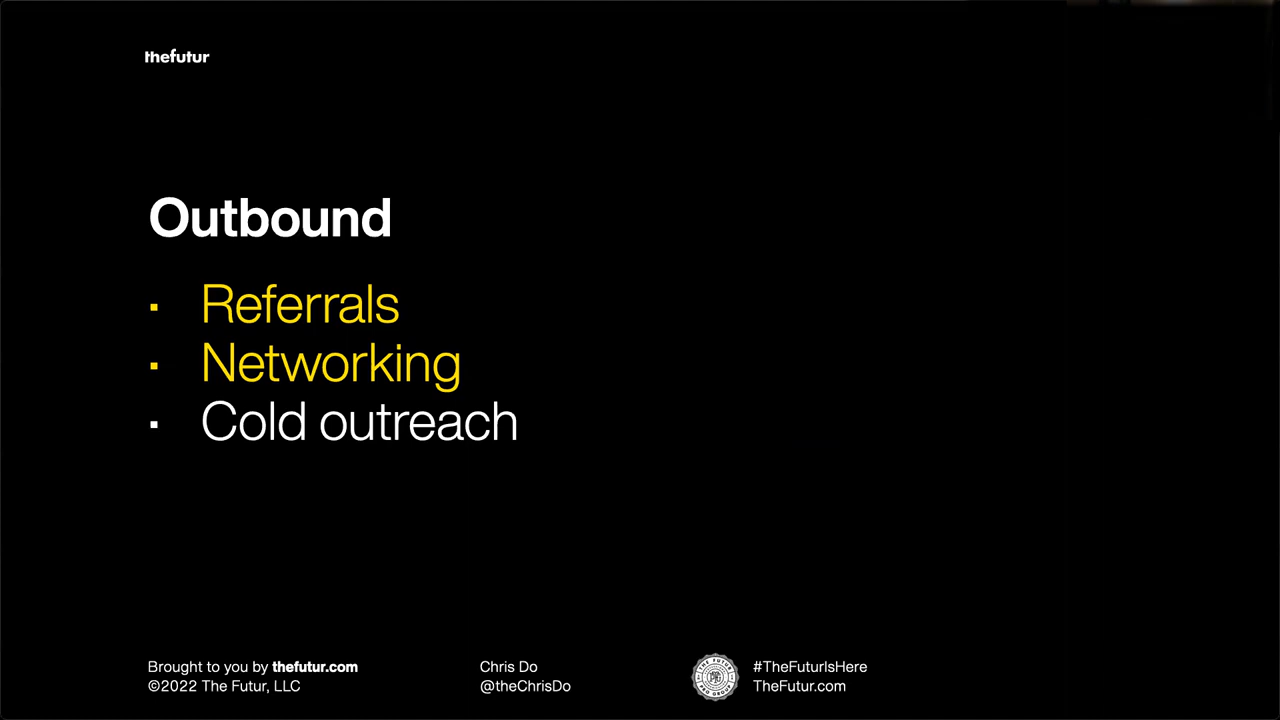 thefutur
Outbound
· Referrals
· Networking
· Cold outreach
Brought to you by thefutur.com
©2022 The Futur, LLC
Chris Do
@theChrisDo
#TheFuturIsHere
TheFutur.com